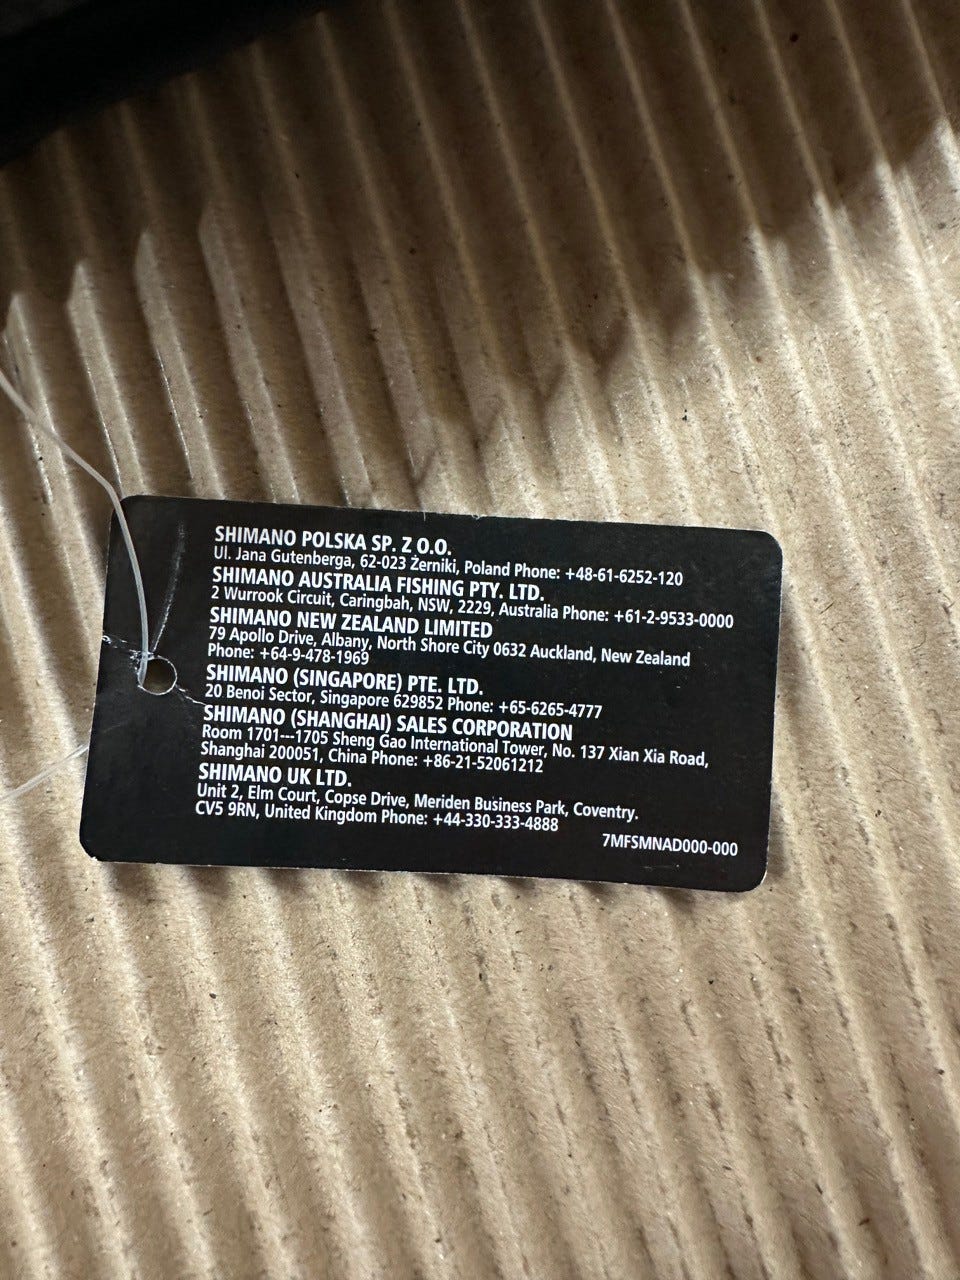 SHIMANO POLSKA SP. Z O.O.
Ul. Jana Gutenberga, 62-023 Żerniki, Poland Phone: +48-61-6252-120
SHIMANO AUSTRALIA FISHING PTY. LTD.
2 Wurrook Circuit, Caringbah, NSW, 2229, Australia Phone: +61-2-9533-0000
SHIMANO NEW ZEALAND LIMITED
79 Apollo Drive, Albany, North Shore City 0632 Auckland, New Zealand
Phone: +64-9-478-1969
SHIMANO (SINGAPORE) PTE. LTD.
20 Benoi Sector, Singapore 629852 Phone: +65-6265-4777
SHIMANO (SHANGHAI) SALES CORPORATION
Room 1701---1705 Sheng Gao International Tower, No. 137 Xian Xia Road,
Shanghai 200051, China Phone: +86-21-52061212
SHIMANO UK LTD.
Unit 2, Elm Court, Copse Drive, Meriden Business Park, Coventry.
CV5 9RN, United Kingdom Phone: +44-330-333-4888
7MFSMNAD000-000